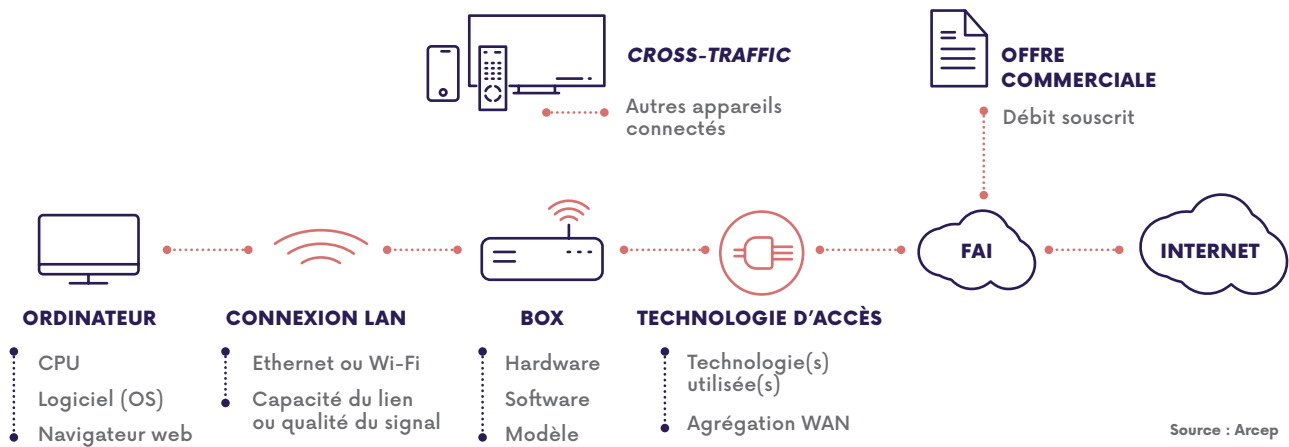 CROSS-TRAFFIC
Autres appareils
connectés
OFFRE
COMMERCIALE
Débit souscrit
FAI
INTERNET
ORDINATEUR
CPU
Logiciel (OS)
Navigateur web
CONNEXION LAN
Ethernet ou Wi-Fi
Capacité du lien
ou qualité du signal
BOX
Hardware
Software
Modèle
TECHNOLOGIE D’ACCÈS
Technologie(s)
utilisée(s)
Agrégation WAN
Source : Arcep